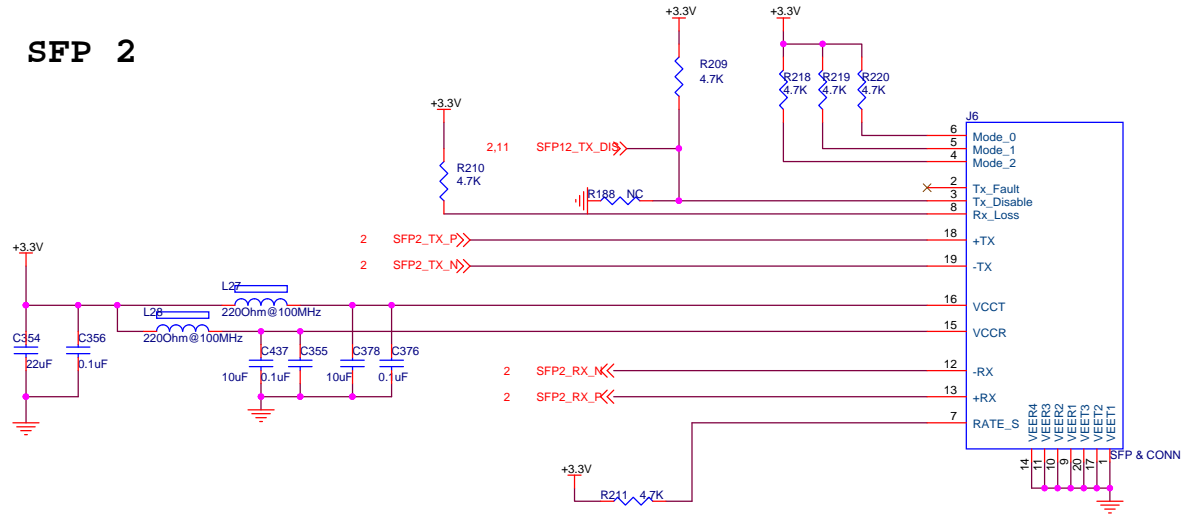 SFP 2
+3.3V
+3.3V
R209
4.7K
R218
4.7K
R219
4.7K
R220
4.7K
+3.3V
J6
2,11 SFP12_TX_DIS
R210
4.7K
6 Mode_0
5 Mode_1
4 Mode_2
R188 NC
2 Tx_Fault
3 Tx_Disable
8 Rx_Loss
2 SFP2_TX_P
18 +TX
2 SFP2_TX_N
19 -TX
+3.3V
L27
220Ohm@100MHz
16 VCCT
L28
220Ohm@100MHz
15 VCCR
C354
22uF
C356
0.1uF
C437
10uF
C355
0.1uF
C378
10uF
C376
0.1uF
2 SFP2_RX_N
12 -RX
2 SFP2_RX_P
13 +RX
7 RATE_S
VEER4
VEER3
VEER2
VEER1
VEET3
VEET2
VEET1
14
11
10
9
20
17
1
SFP & CONN
+3.3V
R211 4.7K